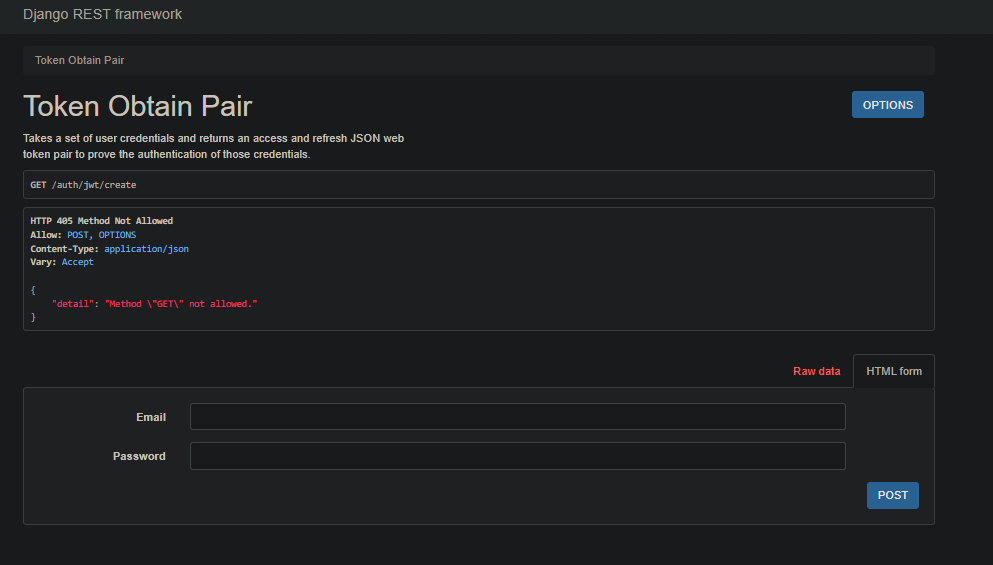 Django REST framework
Token Obtain Pair
Token Obtain Pair
OPTIONS
Takes a set of user credentials and returns an access and refresh JSON web
token pair to prove the authentication of those credentials.
GET /auth/jwt/create
HTTP 405 Method Not Allowed
Allow: POST, OPTIONS
Content-Type: application/json
Vary: Accept
{
    "detail": "Method \"GET\" not allowed."
}
Raw data
HTML form
Email
Password
POST